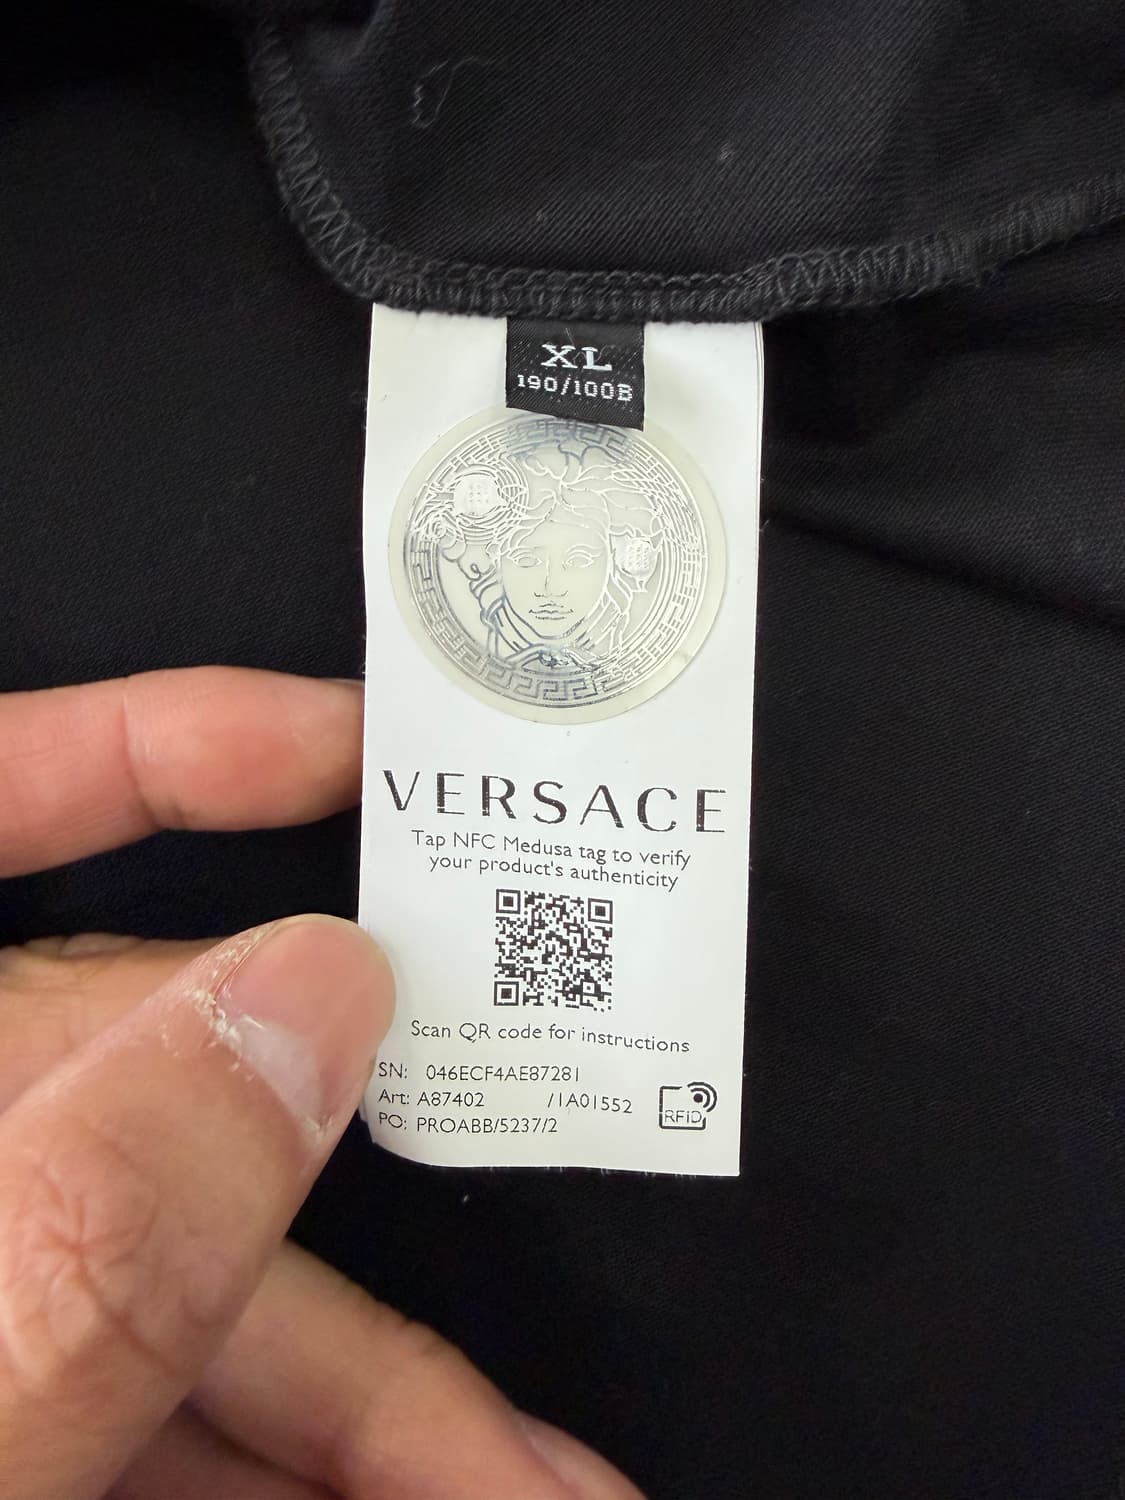 XL
190/100B
VERSACE
Tap NFC Medusa tag to verify
your product's authenticity
Scan QR code for instructions
SN: 046ECF4AE87281
Art: A87402 /1A01552
PO: PROABB/5237/2
RFiD